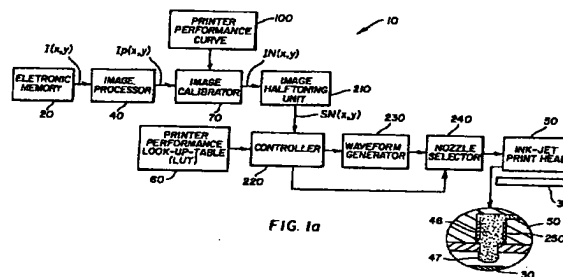 100
10
PRINTER
PERFORMANCE
CURVE
I(x,y)
Ip(x,y)
IN(x,y)
ELETRONIC
MEMORY
IMAGE
PROCESSOR
IMAGE
CALIBRATOR
IMAGE
HALFTONING
UNIT
210
20
40
70
SN(x,y)
230
240
50
PRINTER
PERFORMANCE
LOOK-UP-TABLE
(LUT)
CONTROLLER
WAVEFORM
GENERATOR
NOZZLE
SELECTOR
INK-JET
PRINT HEAD
60
220
FIG. 1a
48
50
250
47
30